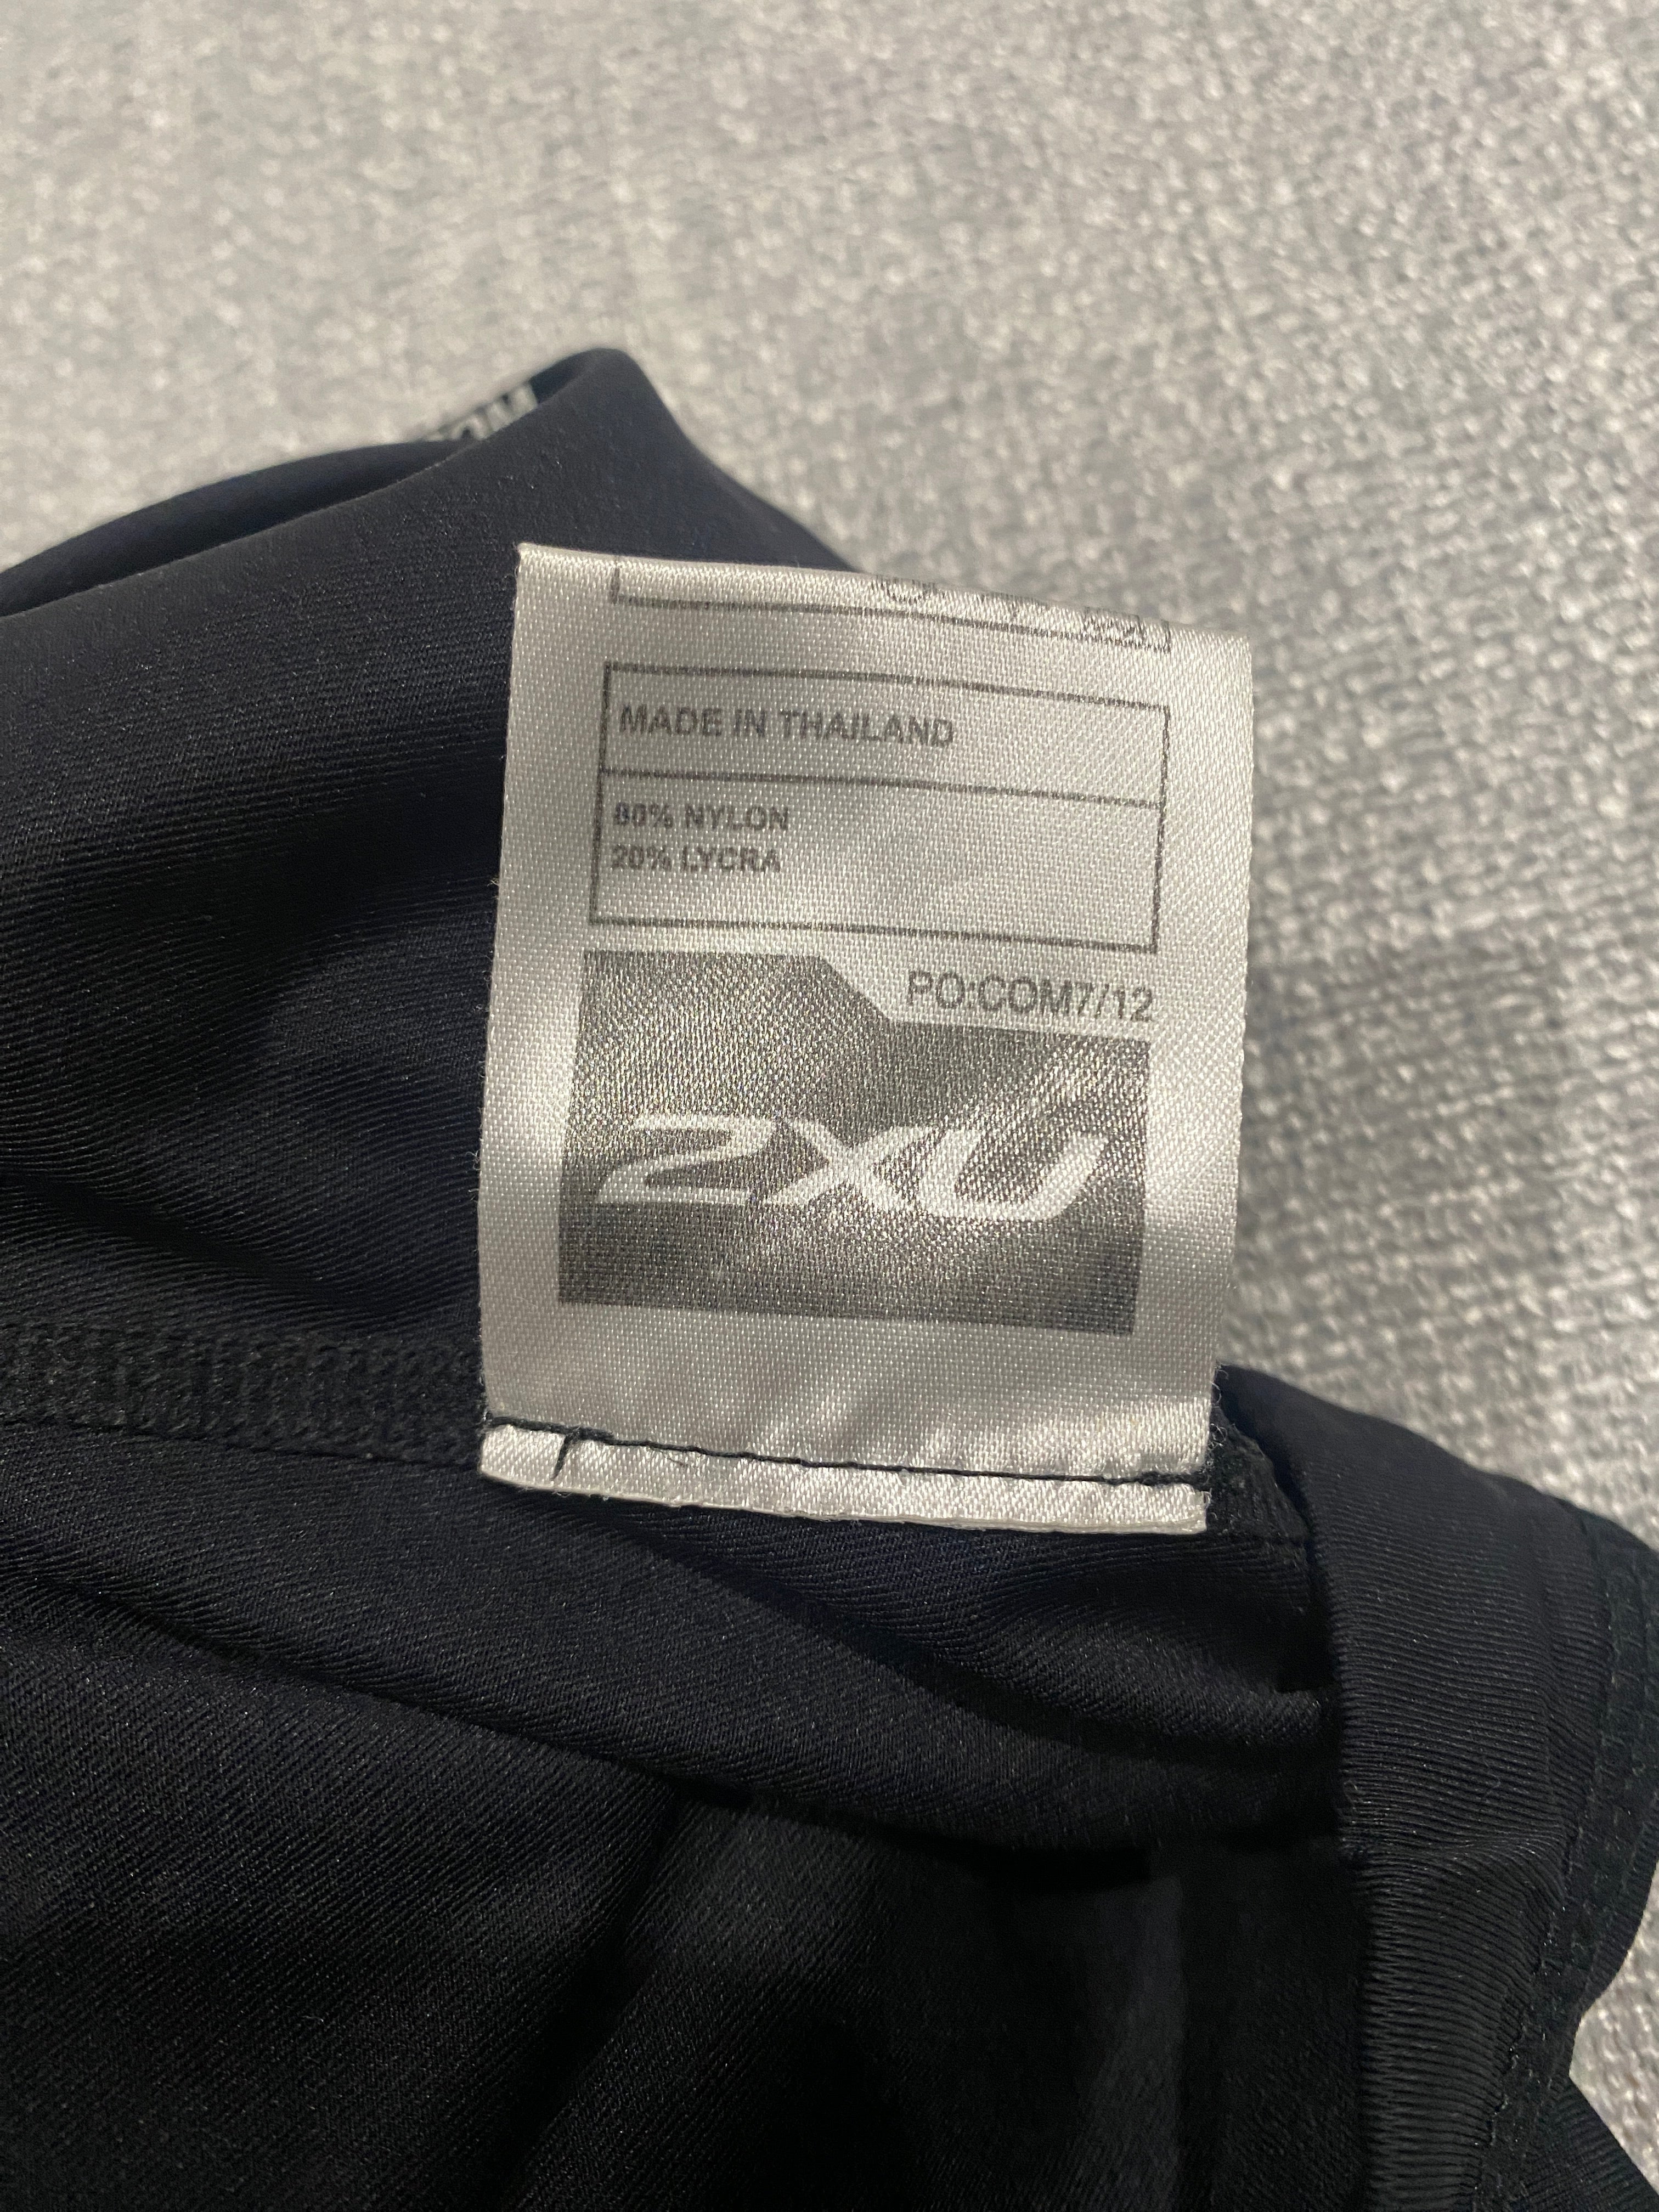 MADE IN THAILAND
80% NYLON
20% LYCRA
PO:COM7/12
2XU